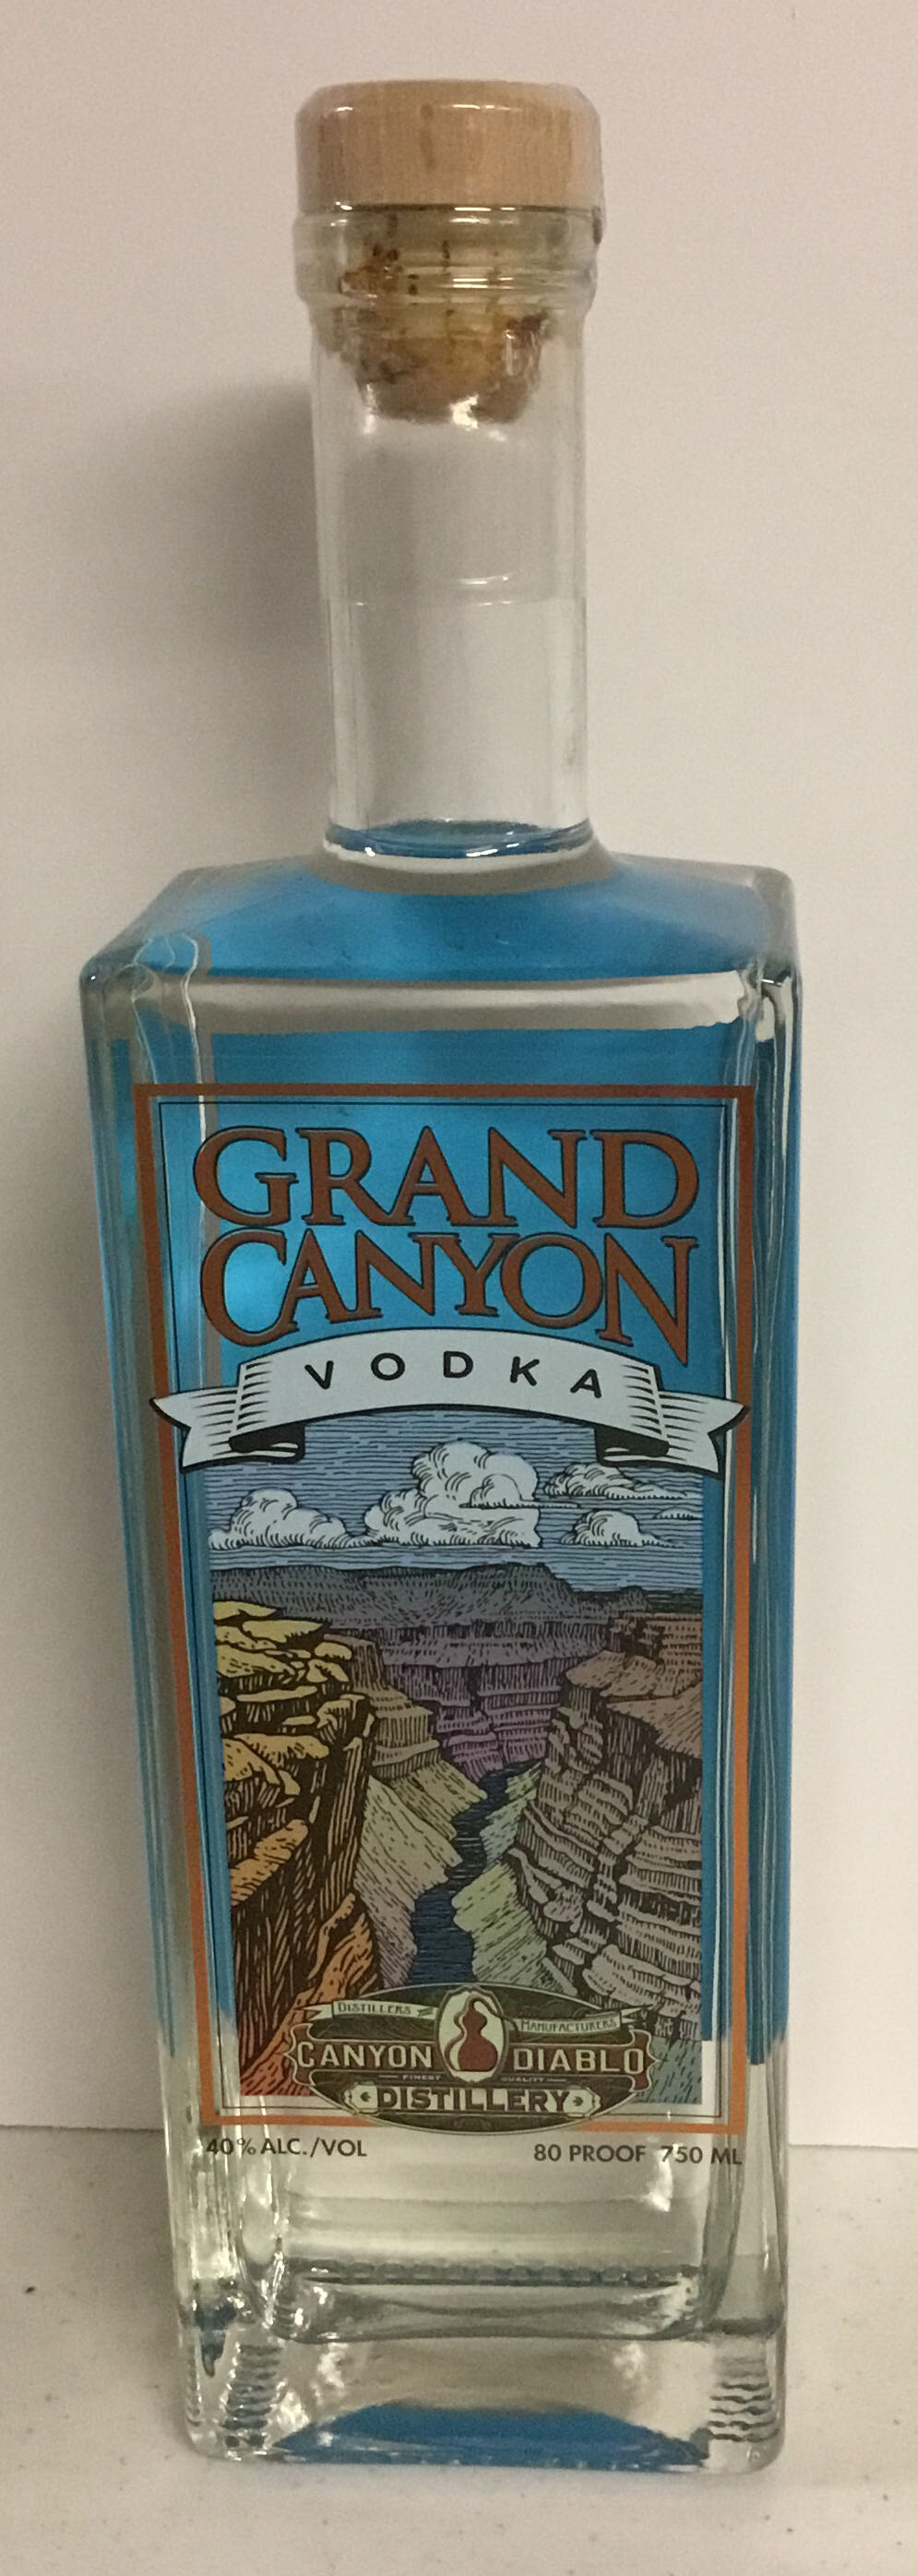 GRAND
CANYON
VODKA
DISTILLERS
MANUFACTURERS
CANYON DIABLO
FINEST QUALITY
DISTILLERY
40% ALC./VOL 80 PROOF 750 ML